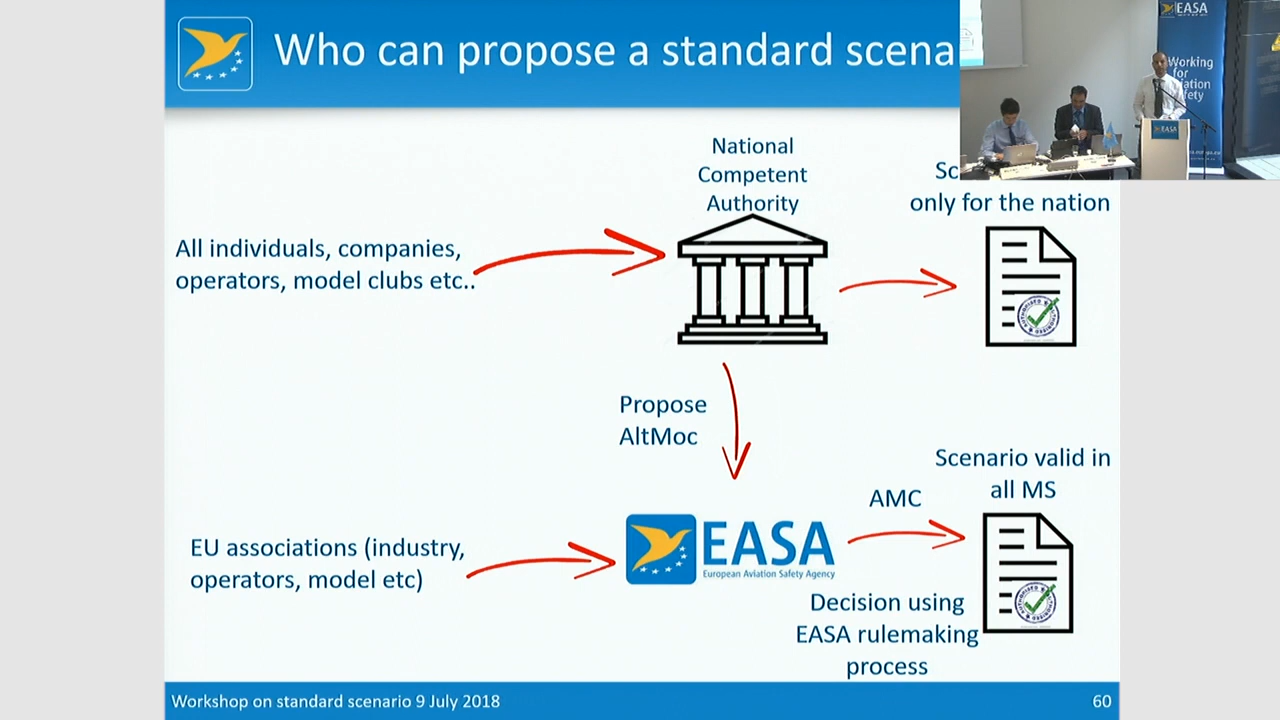 Who can propose a standard scena
EASA
Working
for
Safety
EASA
National
Competent
Authority
Sc
only for the nation
All individuals, companies,
operators, model clubs etc..
Propose
AltMoc
Scenario valid in
all MS
AMC
EU associations (industry,
operators, model etc)
EASA
European Aviation Safety Agency
Decision using
EASA rulemaking
process
Workshop on standard scenario 9 July 2018
60